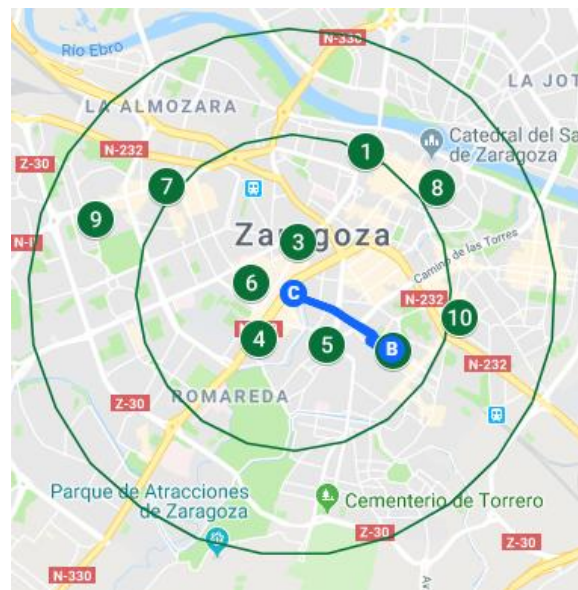 N-330
Río Ebro
LA JOT
LA ALMOZARA
N-232
1
Catedral del Sa
de Zaragoza
Z-30
7
8
9
Zaragoza
3
N-II
Camino de las Torres
6
C
N-232
10
4
5
B
N-232
ROMAREDA
Z-30
Parque de Atracciones
de Zaragoza
Cementerio de Torrero
Z-30
Z-30
N-330
Av